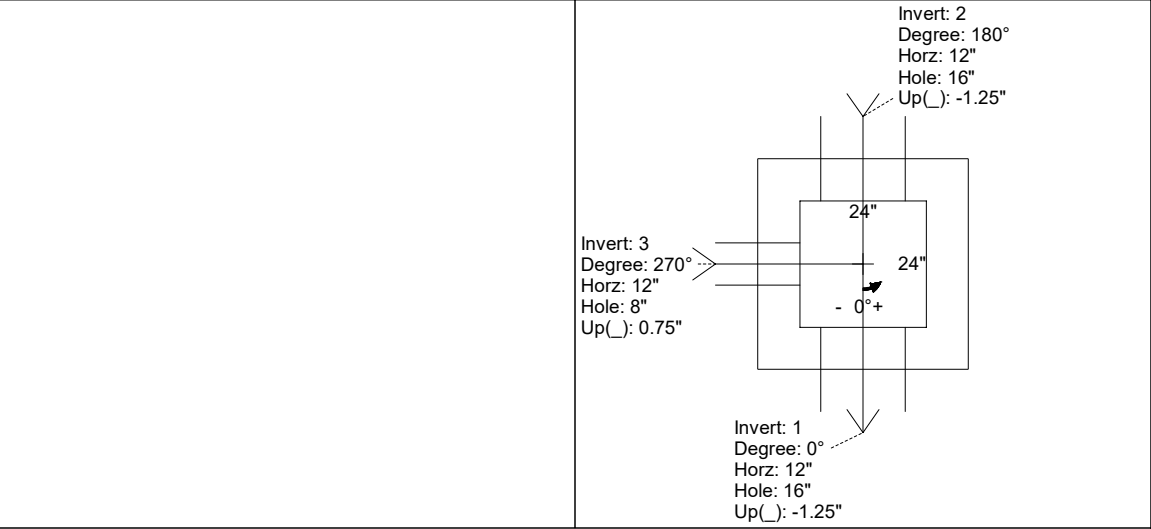 Invert: 2
Degree: 180°
Horz: 12"
Hole: 16"
Up(_): -1.25"
24"
Invert: 3
Degree: 270°
Horz: 12"
Hole: 8"
Up(_): 0.75"
24"
- 0°+
Invert: 1
Degree: 0°
Horz: 12"
Hole: 16"
Up(_): -1.25"